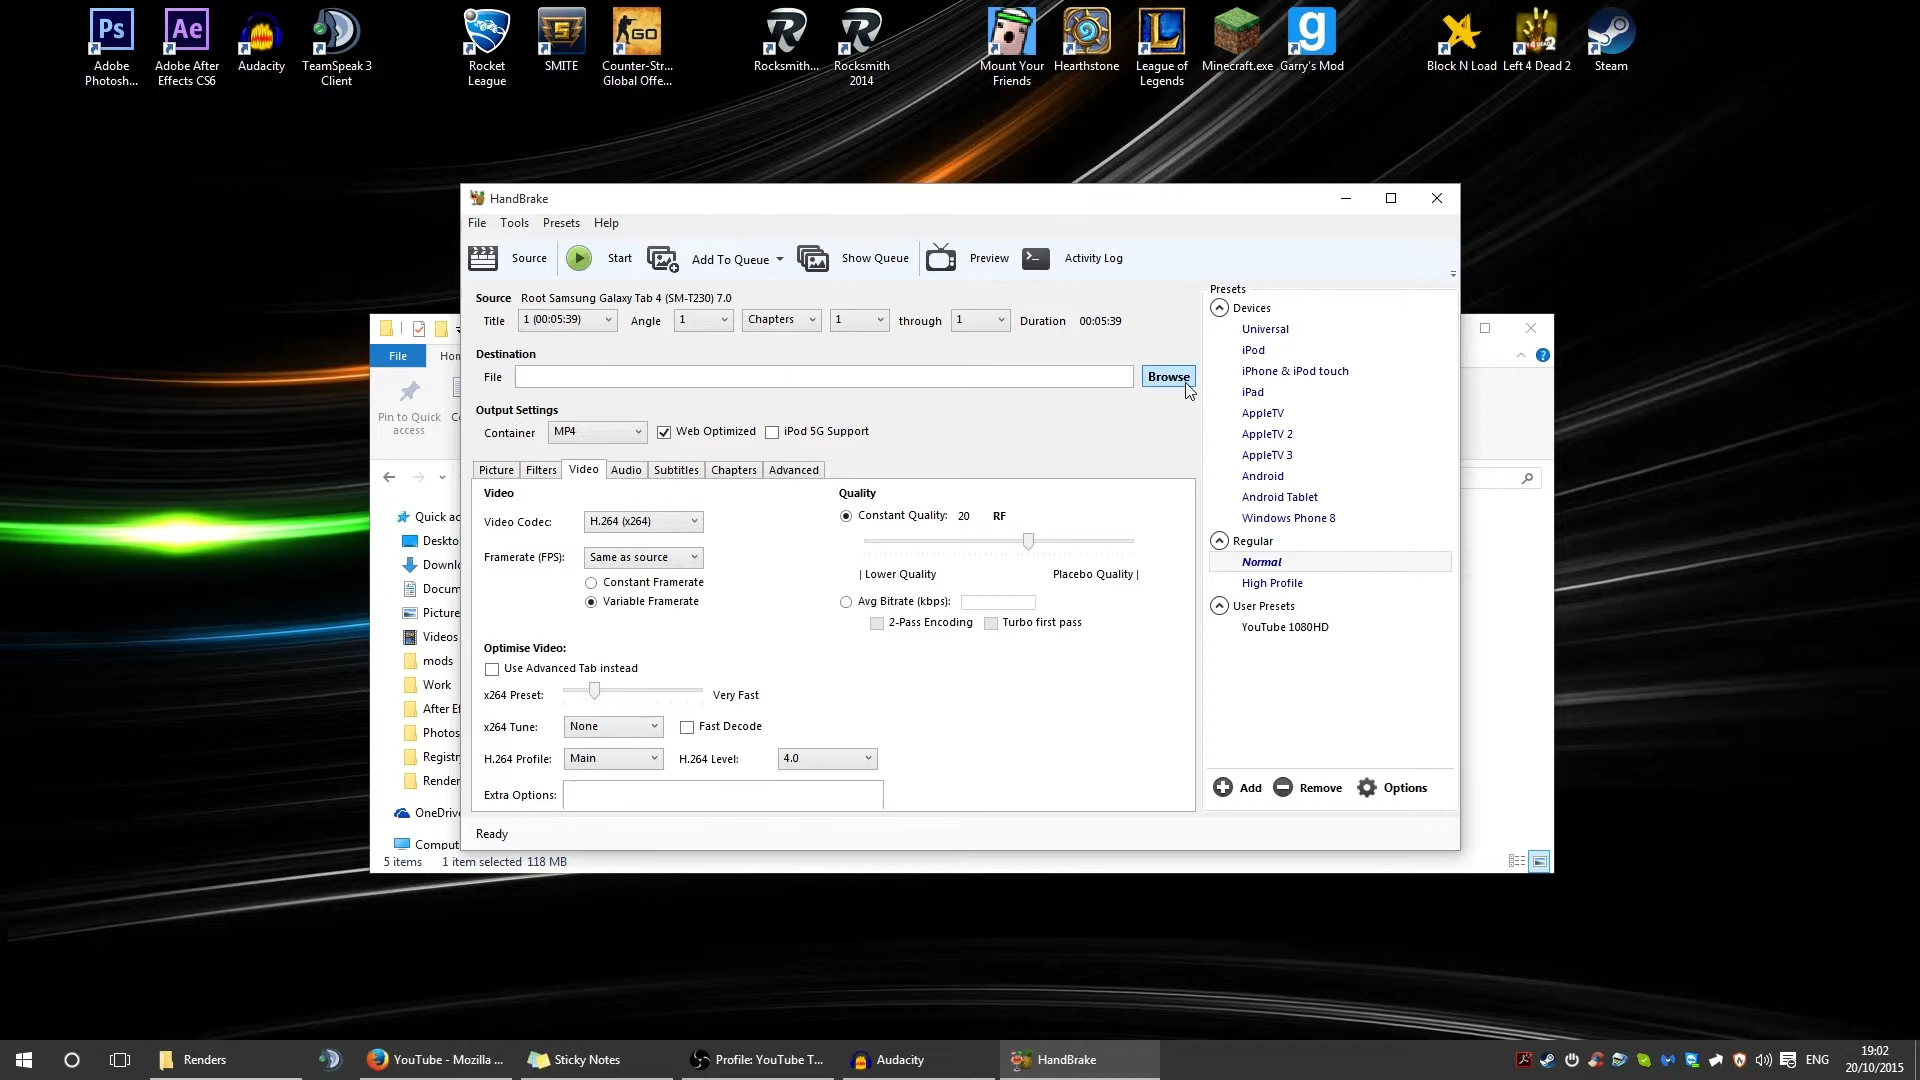 Adobe Photosh...
Adobe After Effects CS6
Audacity
TeamSpeak 3 Client
Rocket League
SMITE
Counter-Str... Global Offe...
Rocksmith...
Rocksmith 2014
Mount Your Friends
Hearthstone
League of Legends
Minecraft.exe
Garry's Mod
Block N Load
Left 4 Dead 2
Steam
HandBrake
File Tools Presets Help
Source Start Add To Queue Show Queue Preview Activity Log
Source Root Samsung Galaxy Tab 4 (SM-T230) 7.0
Title 1 (00:05:39) Angle 1 Chapters 1 through 1 Duration 00:05:39
Destination
File Browse
Output Settings
Container MP4 Web Optimized iPod 5G Support
Picture Filters Video Audio Subtitles Chapters Advanced
Video
Video Codec: H.264 (x264)
Framerate (FPS): Same as source
Constant Framerate
Variable Framerate
Quality
Constant Quality: 20 RF
| Lower Quality Placebo Quality |
Avg Bitrate (kbps):
2-Pass Encoding Turbo first pass
Optimise Video:
Use Advanced Tab instead
x264 Preset: Very Fast
x264 Tune: None Fast Decode
H.264 Profile: Main H.264 Level: 4.0
Extra Options:
Ready
Presets
Devices
Universal
iPod
iPhone & iPod touch
iPad
AppleTV
AppleTV 2
AppleTV 3
Android
Android Tablet
Windows Phone 8
Regular
Normal
High Profile
User Presets
YouTube 1080HD
Add Remove Options
File Hom
Pin to Quick access
C
Quick ac
Deskto
Downlo
Docum
Picture
Videos
mods
Work
After Ef
Photos
Registr
Render
OneDriv
Comput
5 items 1 item selected 118 MB
Renders
YouTube - Mozilla ...
Sticky Notes
Profile: YouTube T...
Audacity
HandBrake
ENG
19:02
20/10/2015